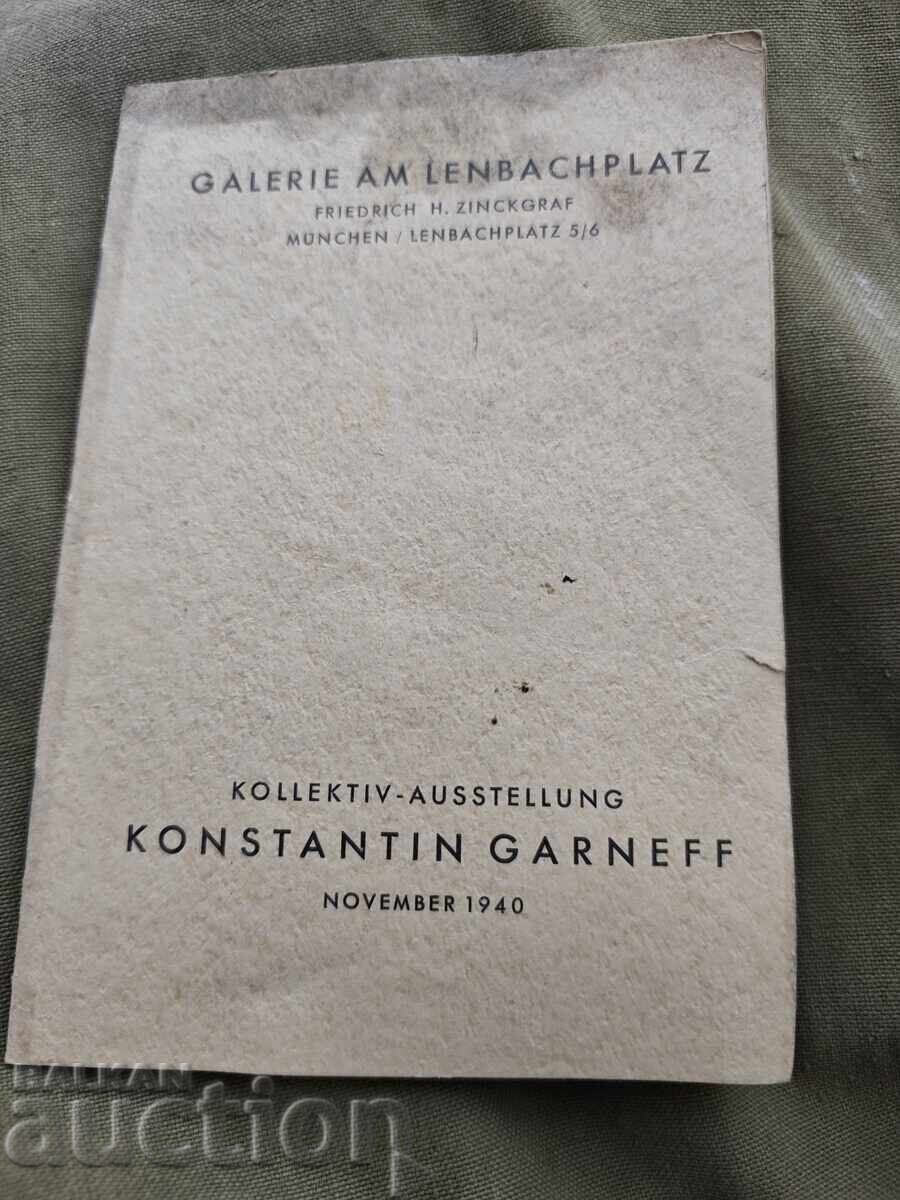 GALERIE AM LENBACHPLATZ
FRIEDRICH H. ZINCKGRAF
MÜNCHEN / LENBACHPLATZ 5/6
KOLLEKTIV-AUSSTELLUNG
KONSTANTIN GARNEFF
NOVEMBER 1940
BALKAN
auction